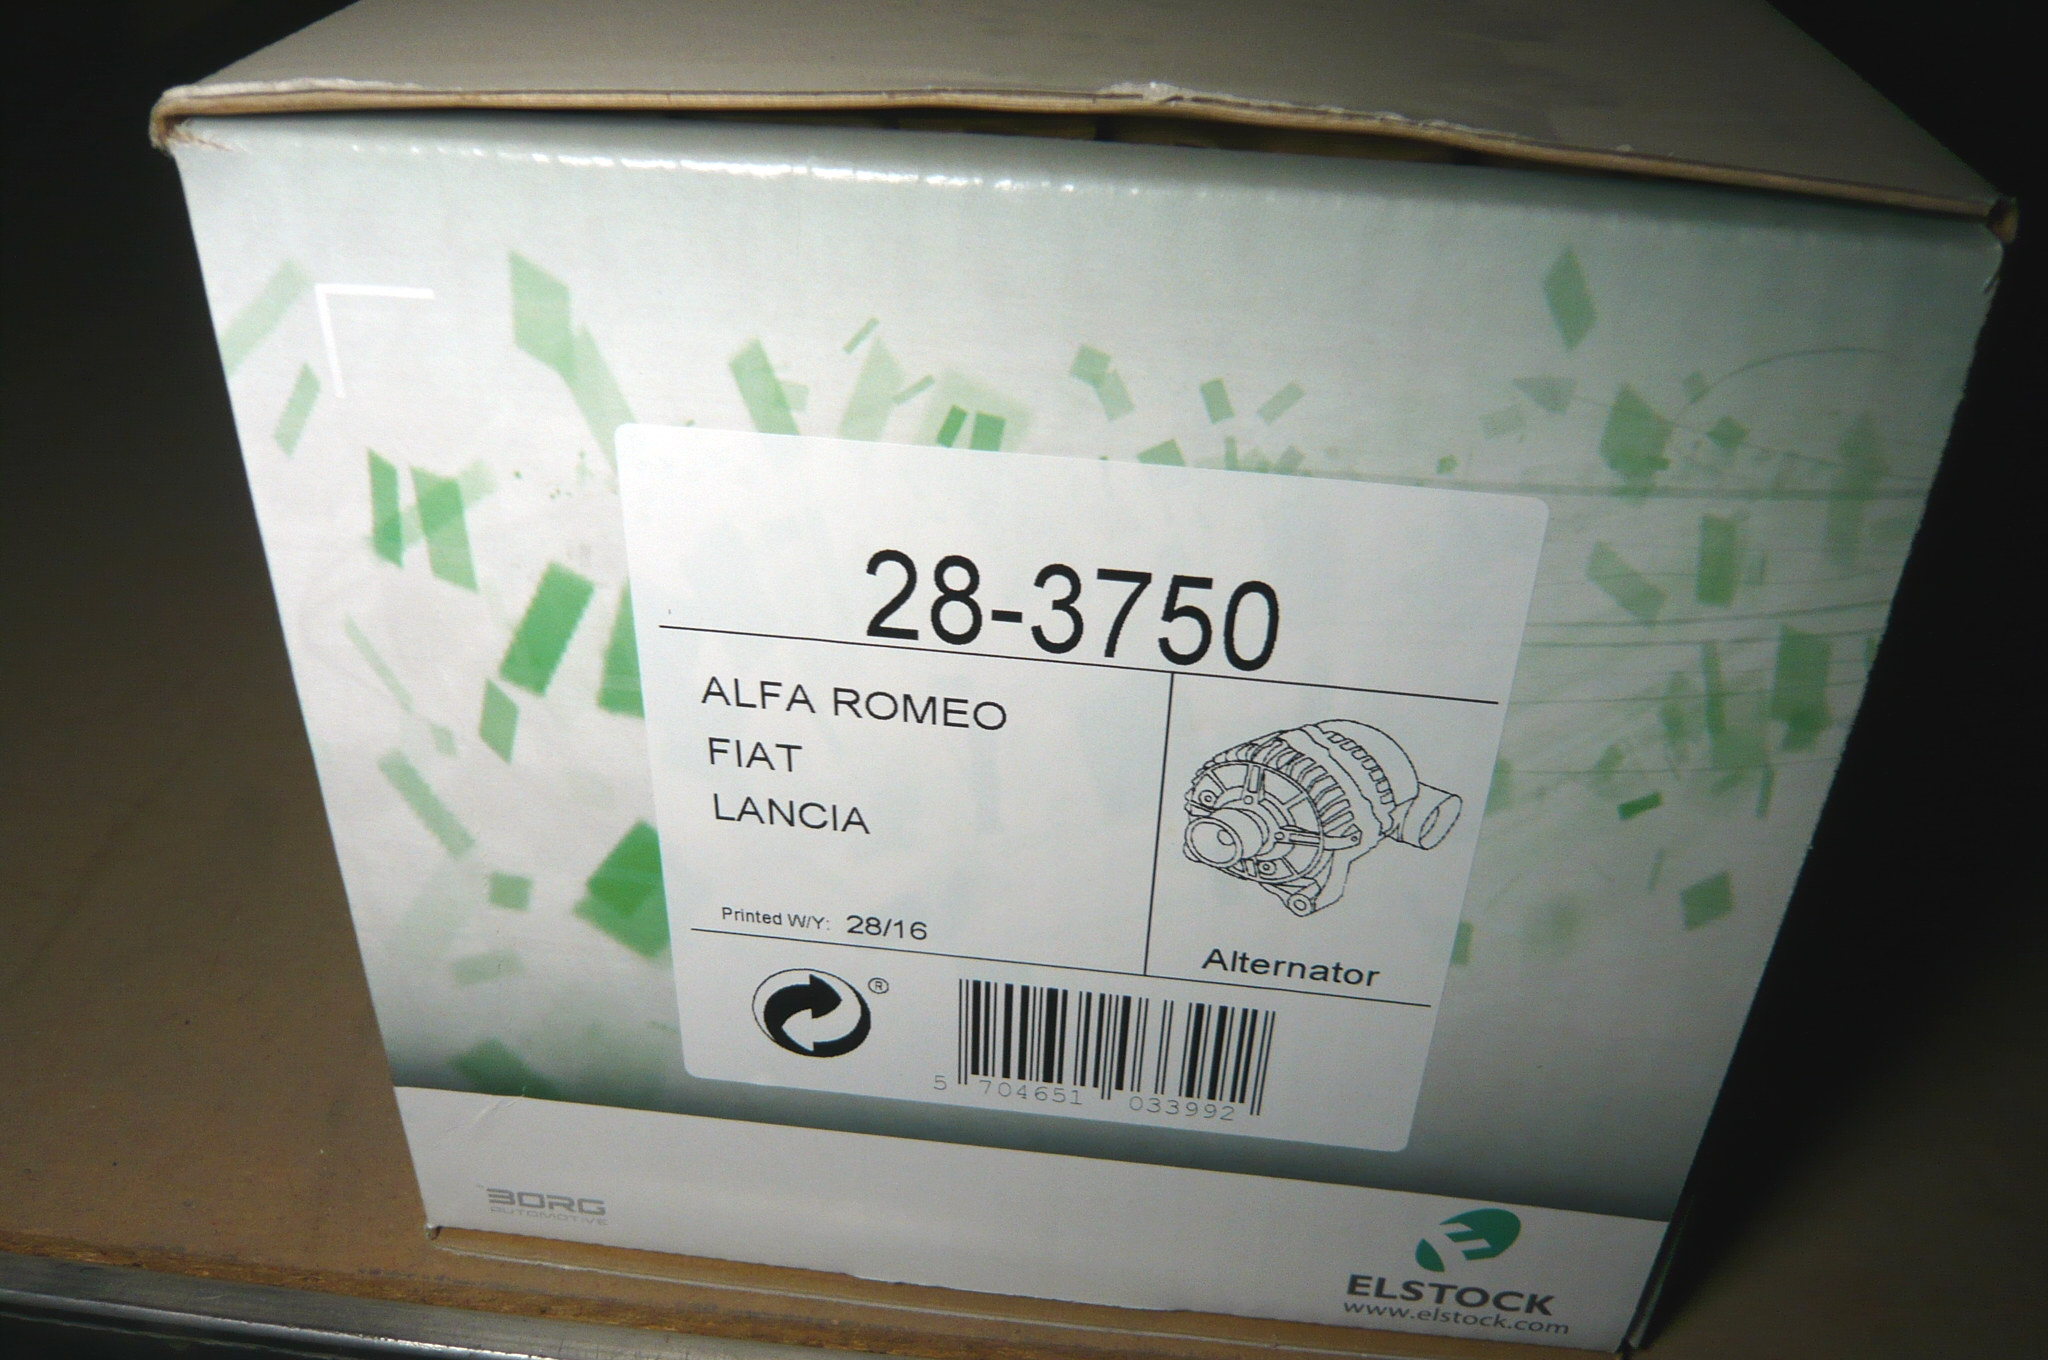 28-3750
ALFA ROMEO
FIAT
LANCIA
Printed W/Y: 28/16
Alternator
®
5 704651 033992
BORG
AUTOMOTIVE
ELSTOCK
www.elstock.com